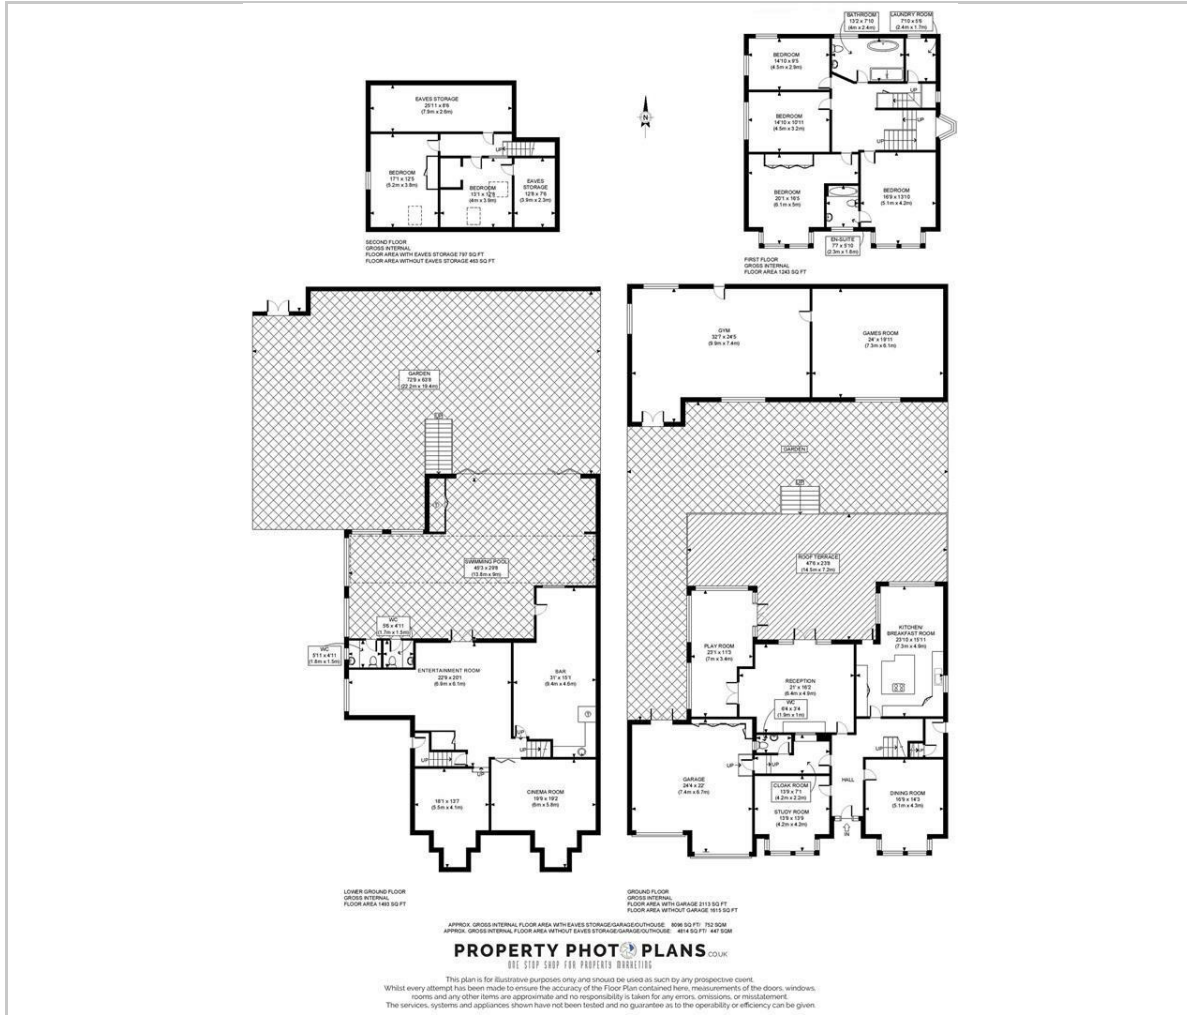 BATHROOM
13'2 x 7'10
(4m x 2.4m)
LAUNDRY ROOM
7'10 x 5'6
(2.4m x 1.7m)
BEDROOM
14'10 x 9'5
(4.5m x 2.9m)
UP
BEDROOM
14'10 x 10'11
(4.5m x 3.2m)
UP
UP
BEDROOM
20'1 x 16'5
(6.1m x 5m)
BEDROOM
16'8 x 13'10
(5.1m x 4.2m)
EN-SUITE
7'7 x 5'10
(2.3m x 1.8m)
FIRST FLOOR
GROSS INTERNAL
FLOOR AREA 1243 SQ FT
EAVES STORAGE
25'11 x 8'6
(7.9m x 2.6m)
N
UP
BEDROOM
17'1 x 12'5
(5.2m x 3.8m)
BEDROOM
13'1 x 12'8
(4m x 3.9m)
EAVES
STORAGE
12'8 x 7'6
(3.9m x 2.3m)
SECOND FLOOR
GROSS INTERNAL
FLOOR AREA WITH EAVES STORAGE 797 SQ FT
FLOOR AREA WITHOUT EAVES STORAGE 463 SQ FT
GARDEN
SWIMMING POOL
45'3 x 29'8
(13.8m x 9m)
WC
5'6 x 4'11
(1.7m x 1.5m)
WC
5'11 x 4'11
(1.8m x 1.5m)
ENTERTAINMENT ROOM
22'9 x 20'1
(6.9m x 6.1m)
BAR
31' x 15'1
(9.4m x 4.6m)
UP
UP
UP
UP
18'1 x 13'7
(5.5m x 4.1m)
CINEMA ROOM
19'9 x 19'2
(6m x 5.8m)
LOWER GROUND FLOOR
GROSS INTERNAL
FLOOR AREA 1493 SQ FT
GYM
32'7 x 24'5
(9.9m x 7.4m)
GAMES ROOM
24' x 19'11
(7.3m x 6.1m)
GARDEN
ROOF TERRACE
47'6 x 23'8
(14.5m x 7.2m)
PLAY ROOM
23'1 x 11'3
(7m x 3.4m)
KITCHEN/
BREAKFAST ROOM
23'10 x 15'11
(7.3m x 4.9m)
RECEPTION
21' x 16'2
(6.4m x 4.9m)
WC
6'4 x 3'4
(1.9m x 1m)
UP
UP
UP
GARAGE
24'4 x 22'
(7.4m x 6.7m)
CLOAK ROOM
13'9 x 7'1
(4.2m x 2.2m)
STUDY ROOM
13'9 x 13'9
(4.2m x 4.2m)
HALL
DINING ROOM
16'9 x 14'3
(5.1m x 4.3m)
IN
GROUND FLOOR
GROSS INTERNAL
FLOOR AREA WITH GARAGE 2113 SQ FT
FLOOR AREA WITHOUT GARAGE 1615 SQ FT
APPROX. GROSS INTERNAL FLOOR AREA WITH EAVES STORAGE/GARAGE/OUTHOUSE: 8096 SQ FT/ 752 SQM
APPROX. GROSS INTERNAL FLOOR AREA WITHOUT EAVES STORAGE/GARAGE/OUTHOUSE: 4814 SQ FT/ 447 SQM
PROPERTY PHOTO PLANS.CO.UK
ONE STOP SHOP FOR PROPERTY MARKETING
This plan is for illustrative purposes only and should be used as such by any prospective client.
Whilst every attempt has been made to ensure the accuracy of the Floor Plan contained here, measurements of the doors, windows,
rooms and any other items are approximate and no responsibility is taken for any errors, omissions, or misstatement.
The services, systems and appliances shown have not been tested and no guarantee as to the operability or efficiency can be given.